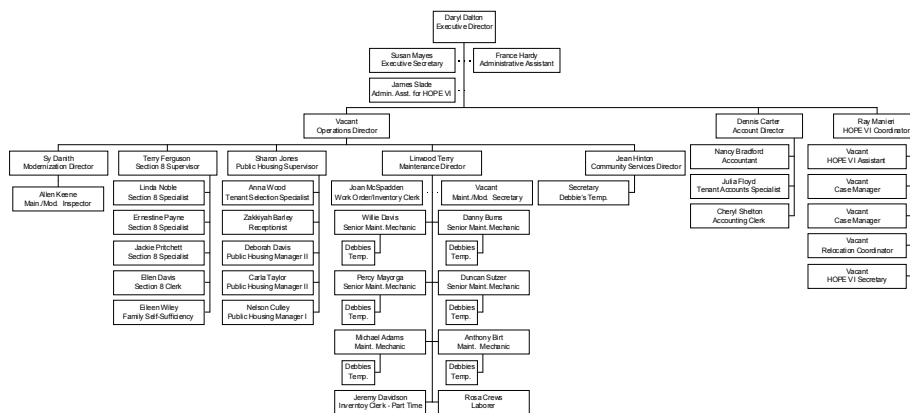 Daryl Dalton
Executive Director
Susan Mayes
Executive Secretary
France Hardy
Administrative Assistant
James Slade
Admin. Asst. for HOPE VI
Vacant
Operations Director
Dennis Carter
Account Director
Ray Manieri
HOPE VI Coordinator
Sy Danith
Modernization Director
Allen Keene
Main./Mod. Inspector
Terry Ferguson
Section 8 Supervisor
Linda Noble
Section 8 Specialist
Ernestine Payne
Section 8 Specialist
Jackie Pritchett
Section 8 Specialist
Ellen Davis
Section 8 Clerk
Eileen Wiley
Family Self-Sufficiency
Sharon Jones
Public Housing Supervisor
Anna Wood
Tenant Selection Specialist
Zakkiyah Barley
Receptionist
Deborah Davis
Public Housing Manager II
Carla Taylor
Public Housing Manager II
Nelson Culley
Public Housing Manager I
Linwood Terry
Maintenance Director
Joan McSpadden
Work Order/Inventory Clerk
Vacant
Maint./Mod. Secretary
Willie Davis
Senior Maint. Mechanic
Debbies
Temp.
Danny Burns
Senior Maint. Mechanic
Debbies
Temp.
Percy Mayorga
Senior Maint. Mechanic
Debbies
Temp.
Duncan Sutzer
Senior Maint. Mechanic
Debbies
Temp.
Michael Adams
Maint. Mechanic
Debbies
Temp.
Anthony Birt
Maint. Mechanic
Debbies
Temp.
Jeremy Davidson
Inverntoy Clerk - Part Time
Rosa Crews
Laborer
Jean Hinton
Community Services Director
Secretary
Debbie's Temp.
Nancy Bradford
Accountant
Julia Floyd
Tenant Accounts Specialist
Cheryl Shelton
Accounting Clerk
Vacant
HOPE VI Assistant
Vacant
Case Manager
Vacant
Case Manager
Vacant
Relocation Coordinator
Vacant
HOPE VI Secretary